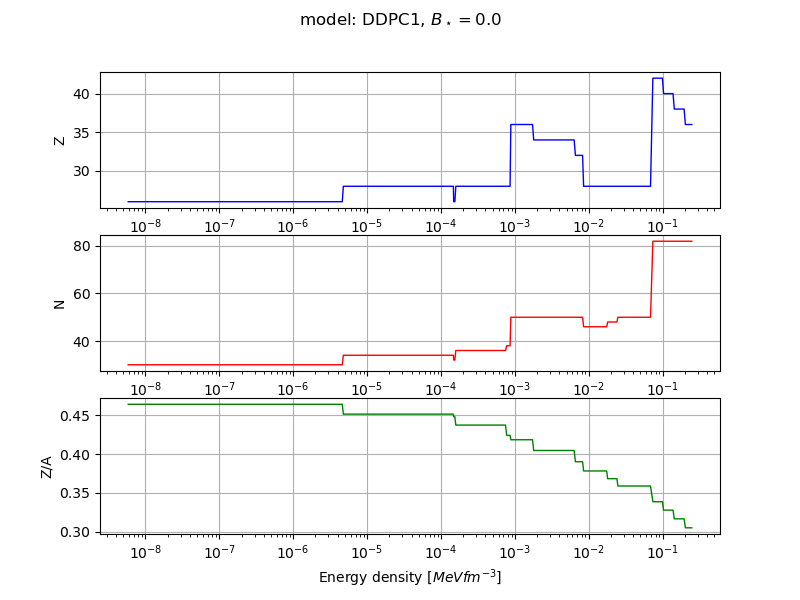 model: DDPC1, $B_\star = 0.0$
40
35
30
Z
10⁻⁸ 10⁻⁷ 10⁻⁶ 10⁻⁵ 10⁻⁴ 10⁻³ 10⁻² 10⁻¹
80
60
40
N
10⁻⁸ 10⁻⁷ 10⁻⁶ 10⁻⁵ 10⁻⁴ 10⁻³ 10⁻² 10⁻¹
0.45
0.40
0.35
0.30
Z/A
10⁻⁸ 10⁻⁷ 10⁻⁶ 10⁻⁵ 10⁻⁴ 10⁻³ 10⁻² 10⁻¹
Energy density [MeVfm⁻³]